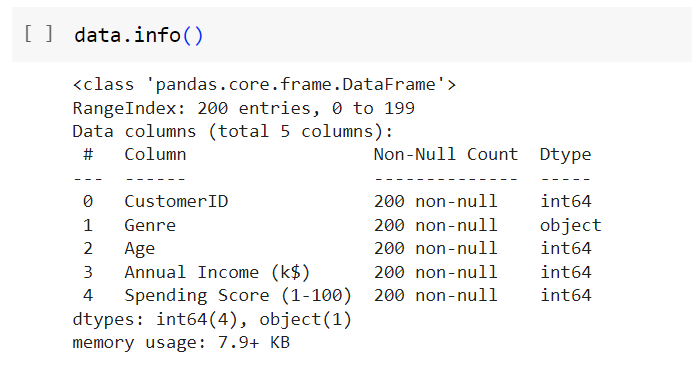 [ ] data.info()
<class 'pandas.core.frame.DataFrame'>
RangeIndex: 200 entries, 0 to 199
Data columns (total 5 columns):
 #   Column                  Non-Null Count  Dtype
---  ------                  --------------  -----
 0   CustomerID              200 non-null    int64
 1   Genre                   200 non-null    object
 2   Age                     200 non-null    int64
 3   Annual Income (k$)      200 non-null    int64
 4   Spending Score (1-100)  200 non-null    int64
dtypes: int64(4), object(1)
memory usage: 7.9+ KB